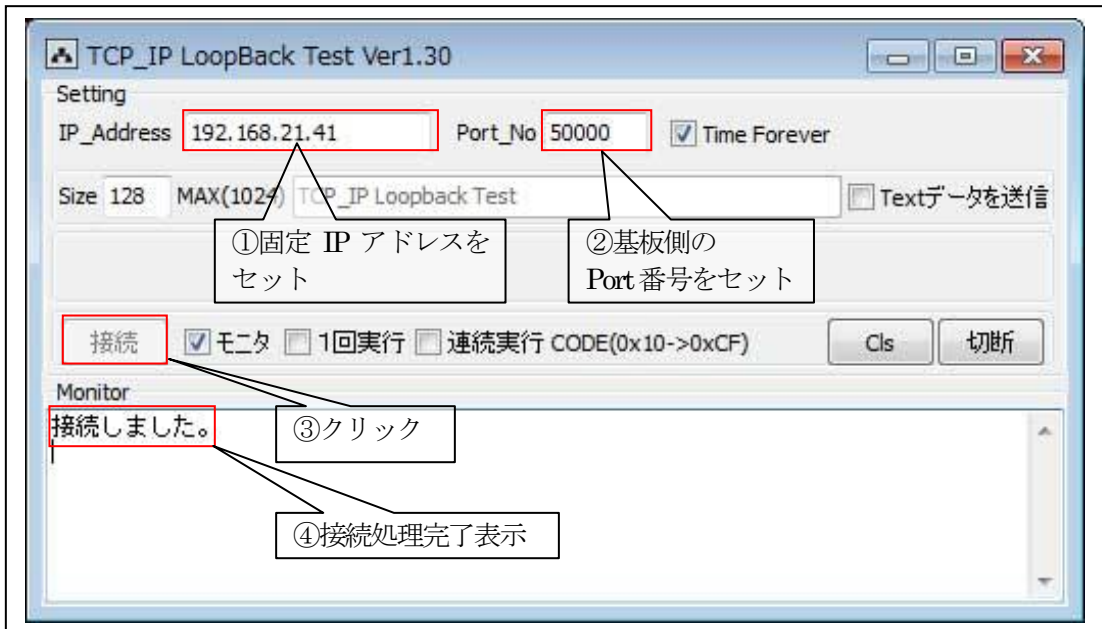 TCP_IP LoopBack Test Ver1.30
Setting
IP_Address 192.168.21.41 Port_No 50000 Time Forever
Size 128 MAX(1024) TCP_IP Loopback Test Textデータを送信
①固定 IP アドレスを
セット
②基板側の
Port番号をセット
接続 モニタ 1回実行 連続実行 CODE(0x10->0xCF) Cls 切断
Monitor
接続しました。
③クリック
④接続処理完了表示